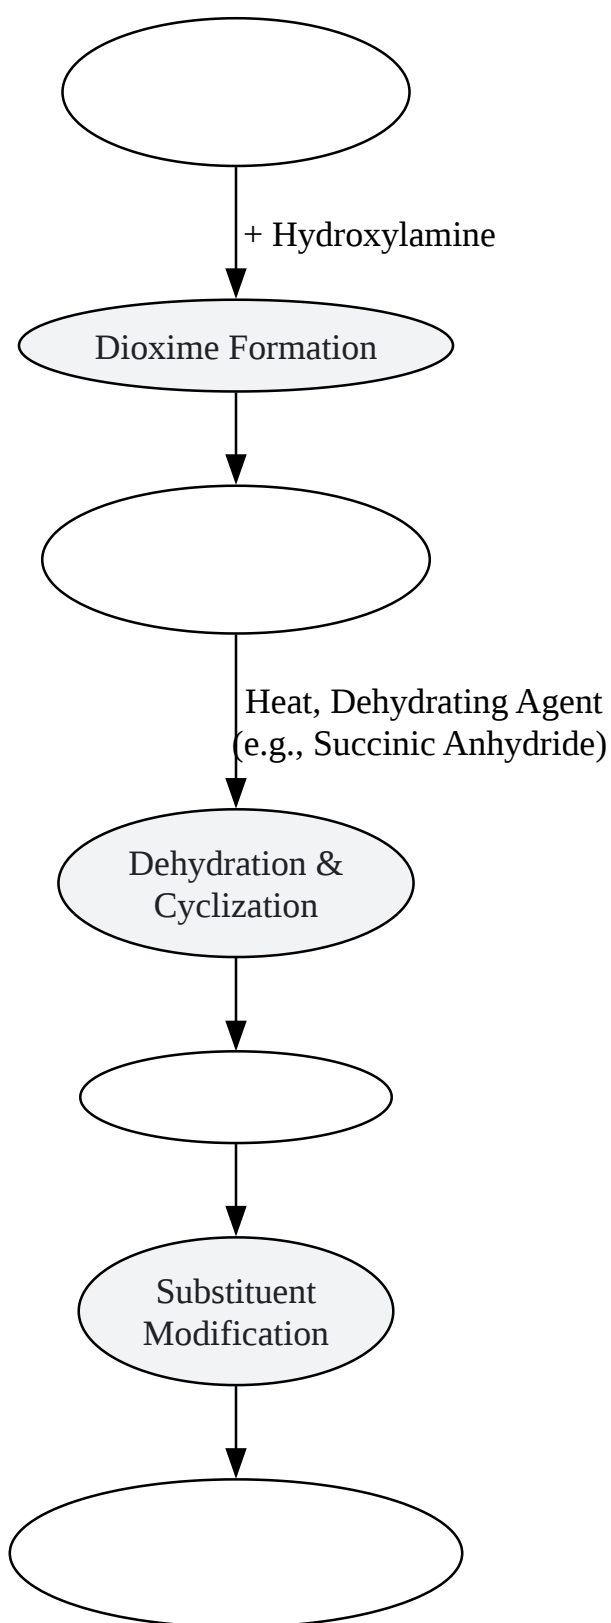 + Hydroxylamine
Dioxime Formation
Heat, Dehydrating Agent
(e.g., Succinic Anhydride)
Dehydration &
Cyclization
Substituent
Modification